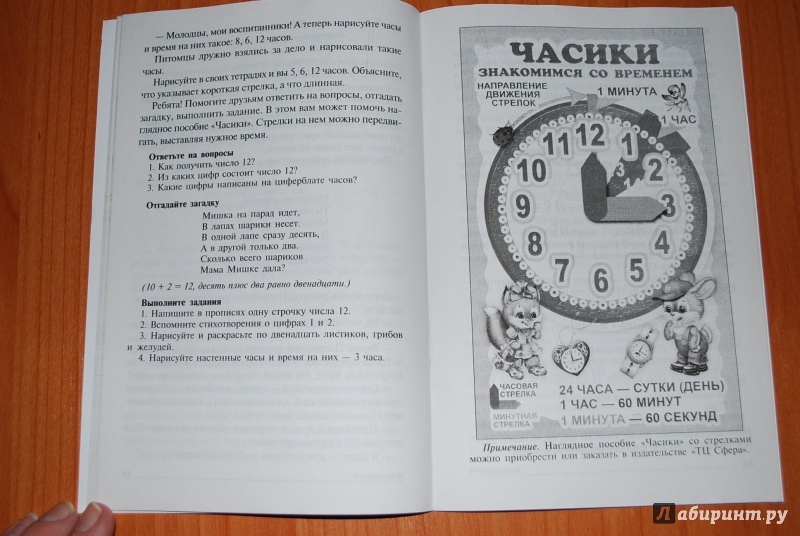 — Молодцы, мои воспитанники! А теперь нарисуйте часы
и время на них такое: 8, 6, 12 часов.
Питомцы дружно взялись за дело и нарисовали такие
часы.
Нарисуйте в своих тетрадях и вы 5, 6, 12 часов. Объясните,
что указывает короткая стрелка, а что длинная.
Ребята! Помогите друзьям ответить на вопросы, отгадать
загадку, выполнить задание. В этом вам может помочь на-
глядное пособие «Часики». Стрелки на нем можно передви-
гать, выставляя нужное время.
Ответьте на вопросы
1. Как получить число 12?
2. Из каких цифр состоит число 12?
3. Какие цифры написаны на циферблате часов?
Отгадайте загадку
Мишка на парад идет,
В лапах шарики несет.
В одной лапе сразу десять,
А в другой только два.
Сколько всего шариков
Мама Мишке дала?
(10 + 2 = 12, десять плюс два равно двенадцати.)
Выполните задания
1. Напишите в прописях одну строчку числа 12.
2. Вспомните стихотворения о цифрах 1 и 2.
3. Нарисуйте и раскрасьте по двенадцать листиков, грибов
и желудей.
4. Нарисуйте настенные часы и время на них — 3 часа.
ЧАСИКИ
ЗНАКОМИМСЯ СО ВРЕМЕНЕМ
НАПРАВЛЕНИЕ
ДВИЖЕНИЯ
СТРЕЛОК
1 МИНУТА
1 ЧАС
12
1
2
3
4
5
6
7
8
9
10
11
ЧАСОВАЯ
СТРЕЛКА
МИНУТНАЯ
СТРЕЛКА
24 ЧАСА — СУТКИ (ДЕНЬ)
1 ЧАС — 60 МИНУТ
1 МИНУТА — 60 СЕКУНД
Примечание. Наглядное пособие «Часики» со стрелками
можно приобрести или заказать в издательстве «ТЦ Сфера».
Лабиринт.ру